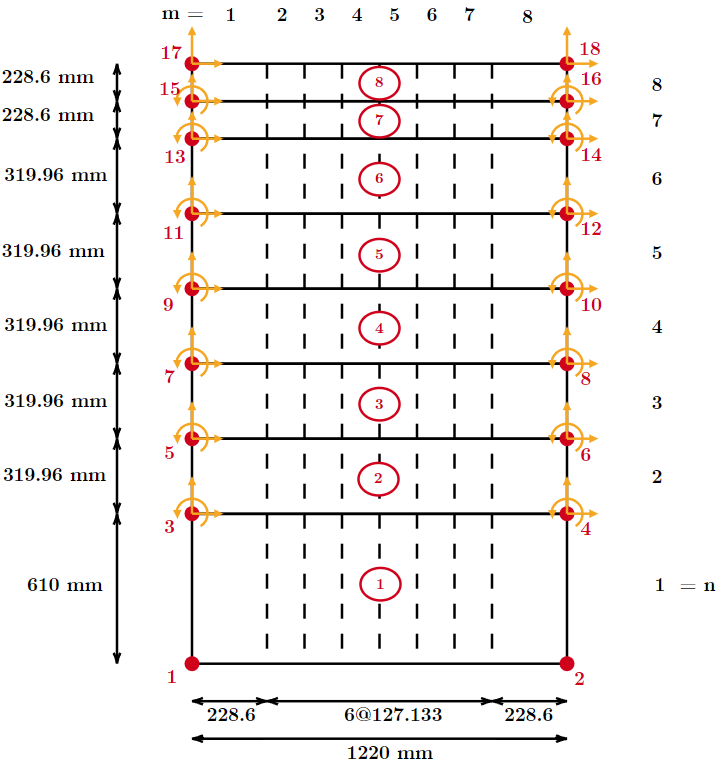 m = 1 2 3 4 5 6 7 8
17 18
228.6 mm 15 8 16 8
228.6 mm 7 7
13 14
319.96 mm 6 6
11 12
319.96 mm 5 5
9 10
319.96 mm 4 4
7 8
319.96 mm 3 3
5 6
319.96 mm 2 2
3 4
610 mm 1 1 = n
1 2
228.6 6@127.133 228.6
1220 mm